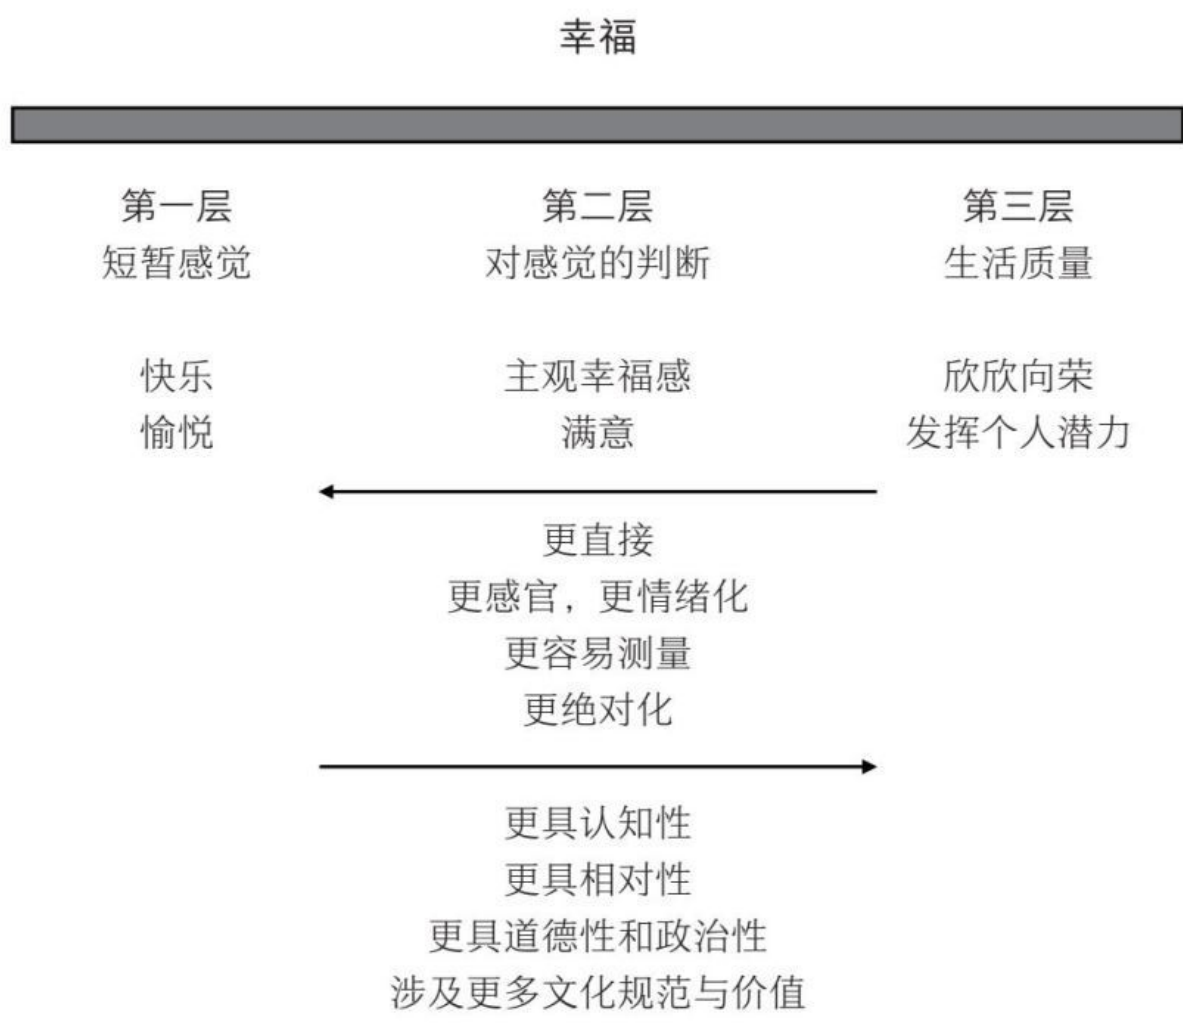 幸福
第一层 第二层 第三层
短暂感觉 对感觉的判断 生活质量
快乐 主观幸福感 欣欣向荣
愉悦 满意 发挥个人潜力
更直接
更感官，更情绪化
更容易测量
更绝对化
更具认知性
更具相对性
更具道德性和政治性
涉及更多文化规范与价值